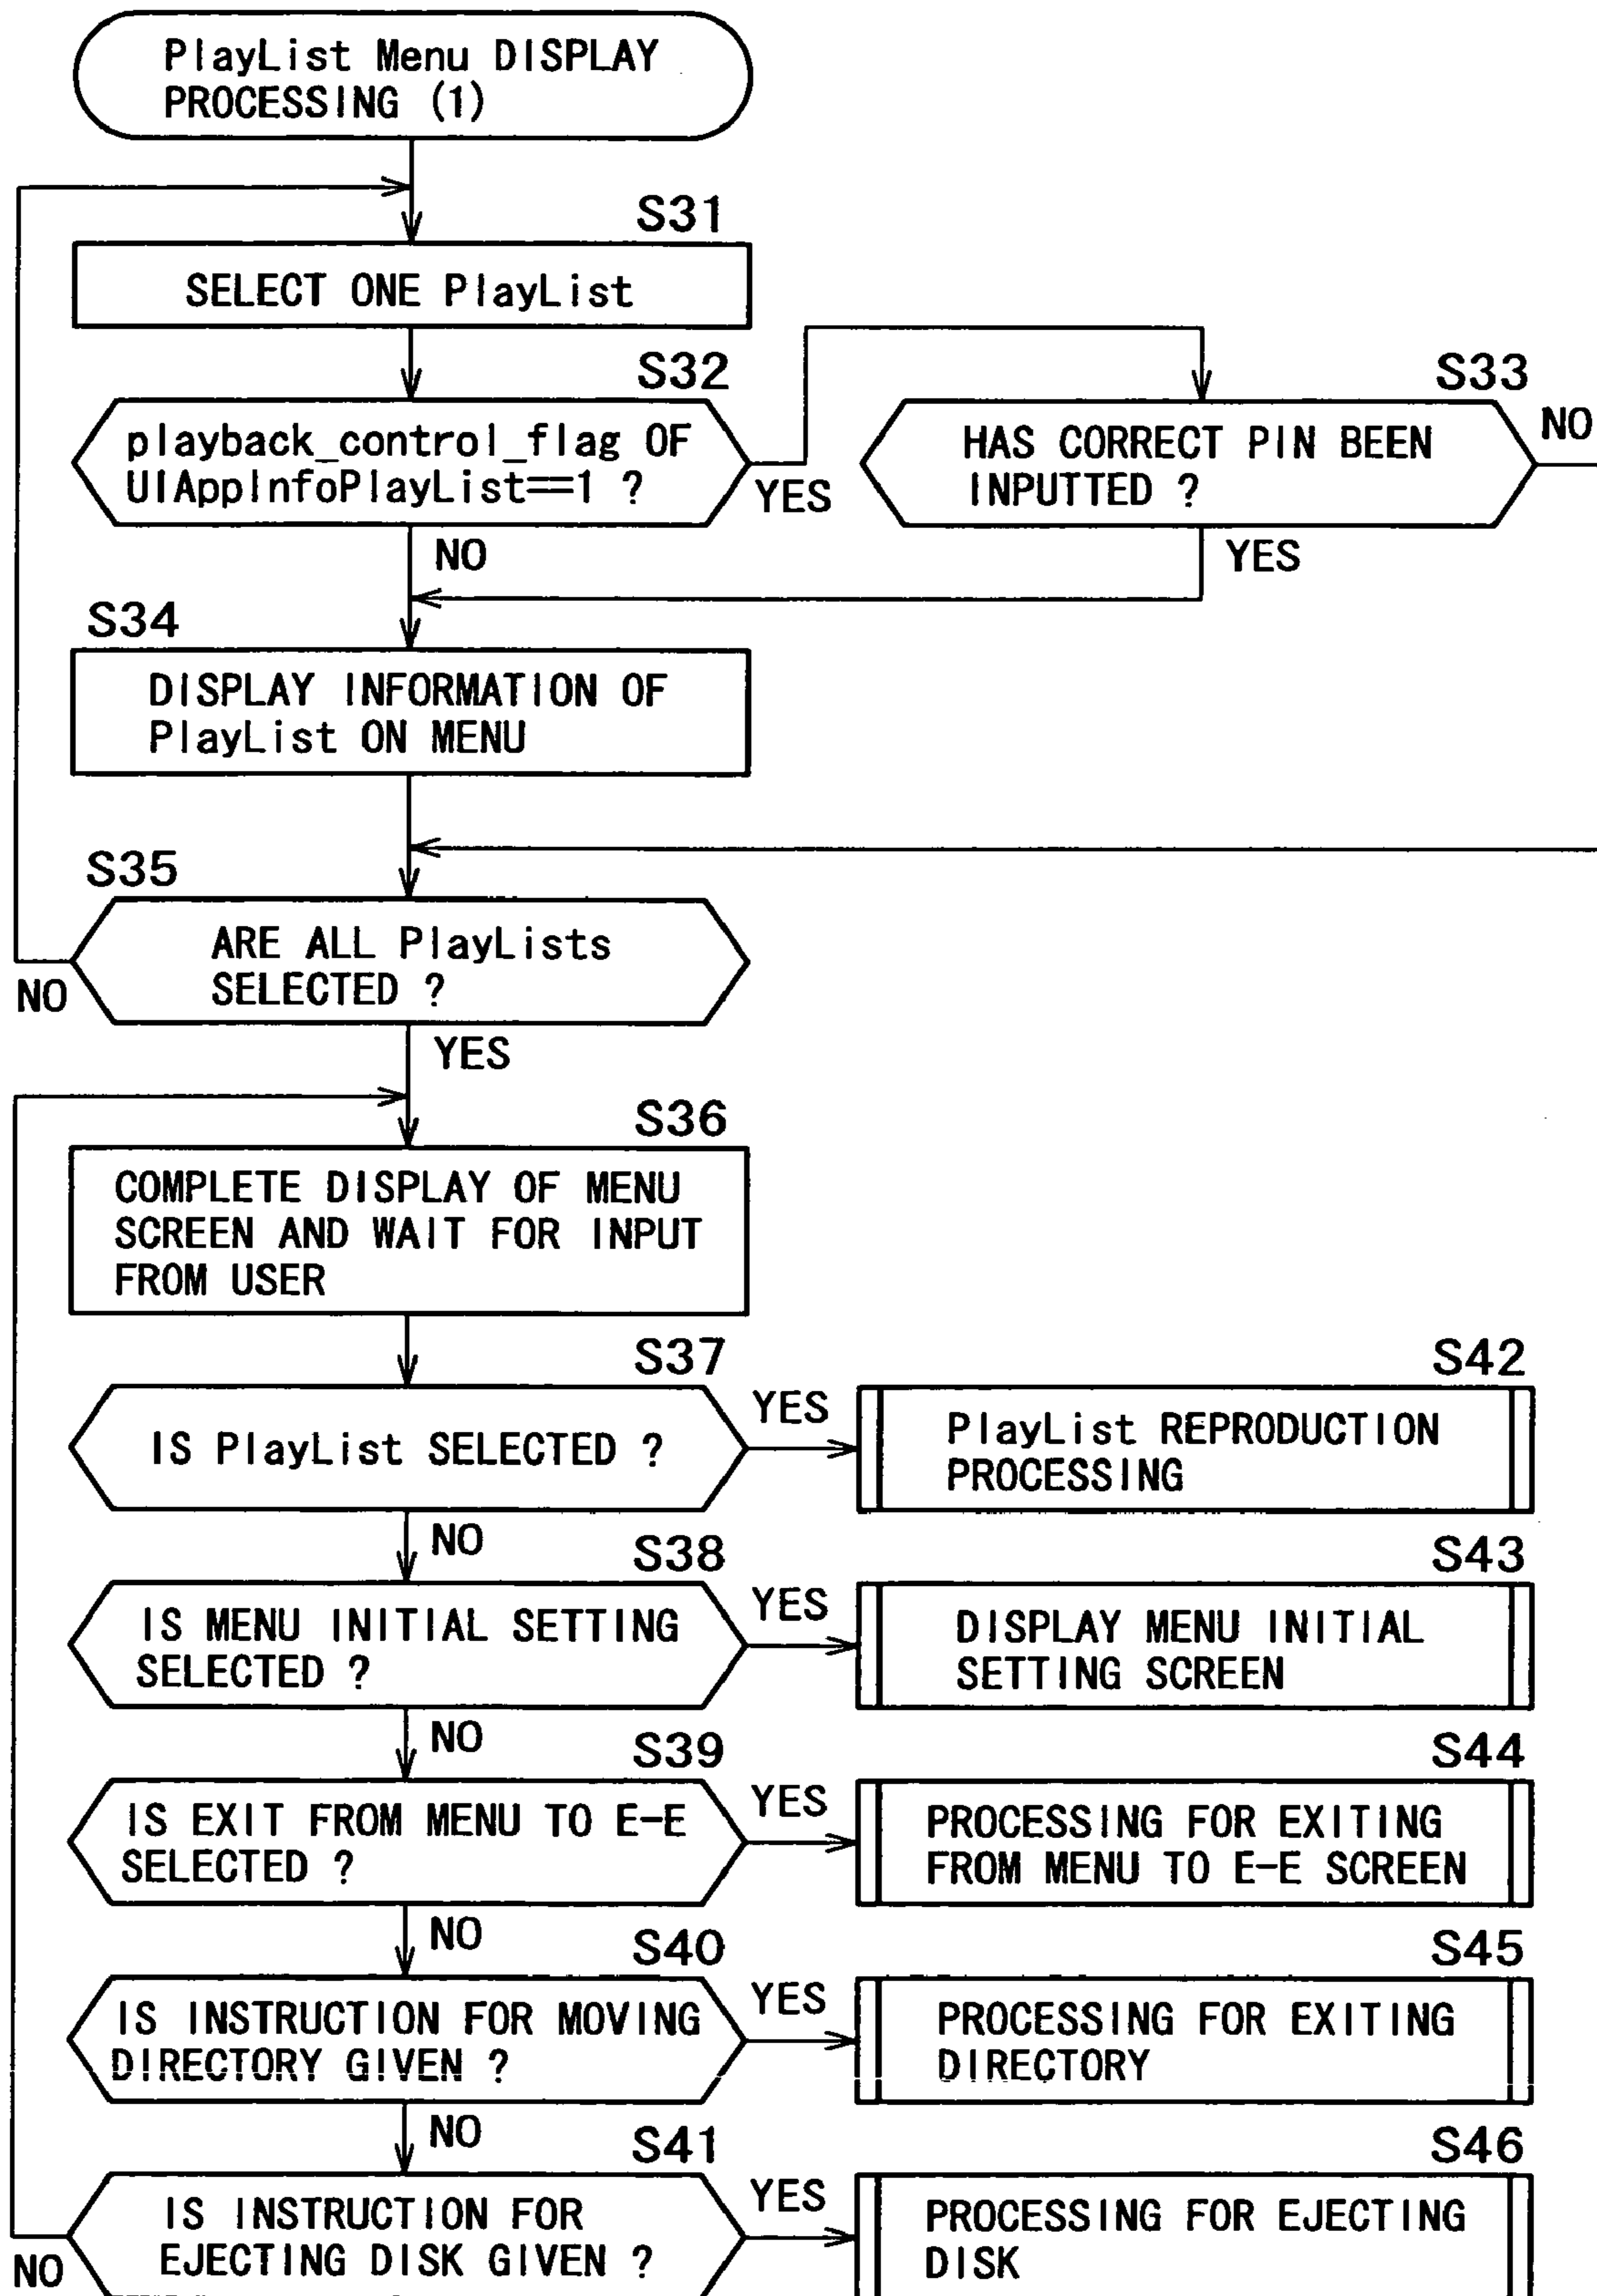 PlayList Menu DISPLAY
PROCESSING (1)
S31
SELECT ONE PlayList
S32
playback_control_flag OF
UIAppInfoPlayList==1 ?
YES
S33
HAS CORRECT PIN BEEN
INPUTTED ?
NO
NO
YES
S34
DISPLAY INFORMATION OF
PlayList ON MENU
S35
ARE ALL PlayLists
SELECTED ?
NO
YES
S36
COMPLETE DISPLAY OF MENU
SCREEN AND WAIT FOR INPUT
FROM USER
S37
IS PlayList SELECTED ?
YES
S42
PlayList REPRODUCTION
PROCESSING
NO
S38
IS MENU INITIAL SETTING
SELECTED ?
YES
S43
DISPLAY MENU INITIAL
SETTING SCREEN
NO
S39
IS EXIT FROM MENU TO E-E
SELECTED ?
YES
S44
PROCESSING FOR EXITING
FROM MENU TO E-E SCREEN
NO
S40
IS INSTRUCTION FOR MOVING
DIRECTORY GIVEN ?
YES
S45
PROCESSING FOR EXITING
DIRECTORY
NO
S41
IS INSTRUCTION FOR
EJECTING DISK GIVEN ?
YES
S46
PROCESSING FOR EJECTING
DISK
NO